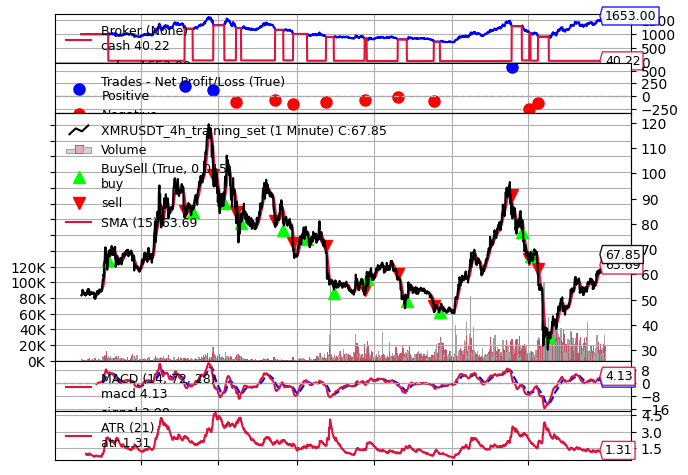 Broker (None)
cash 40.22
1653.00
1000
500
0
40.22
Trades - Net Profit/Loss (True)
Positive
500
250
0
−250
XMRUSDT_4h_training_set (1 Minute) C:67.85
Volume
BuySell (True, 0.015)
buy
sell
SMA (15) 63.69
120
110
100
90
80
70
67.85
63.69
60
50
40
30
120K
100K
80K
60K
40K
20K
0K
MACD (14, 72, 18)
macd 4.13
8
4.13
0
−8
−16
ATR (21)
atr 1.31
4.5
3.0
1.5
1.31